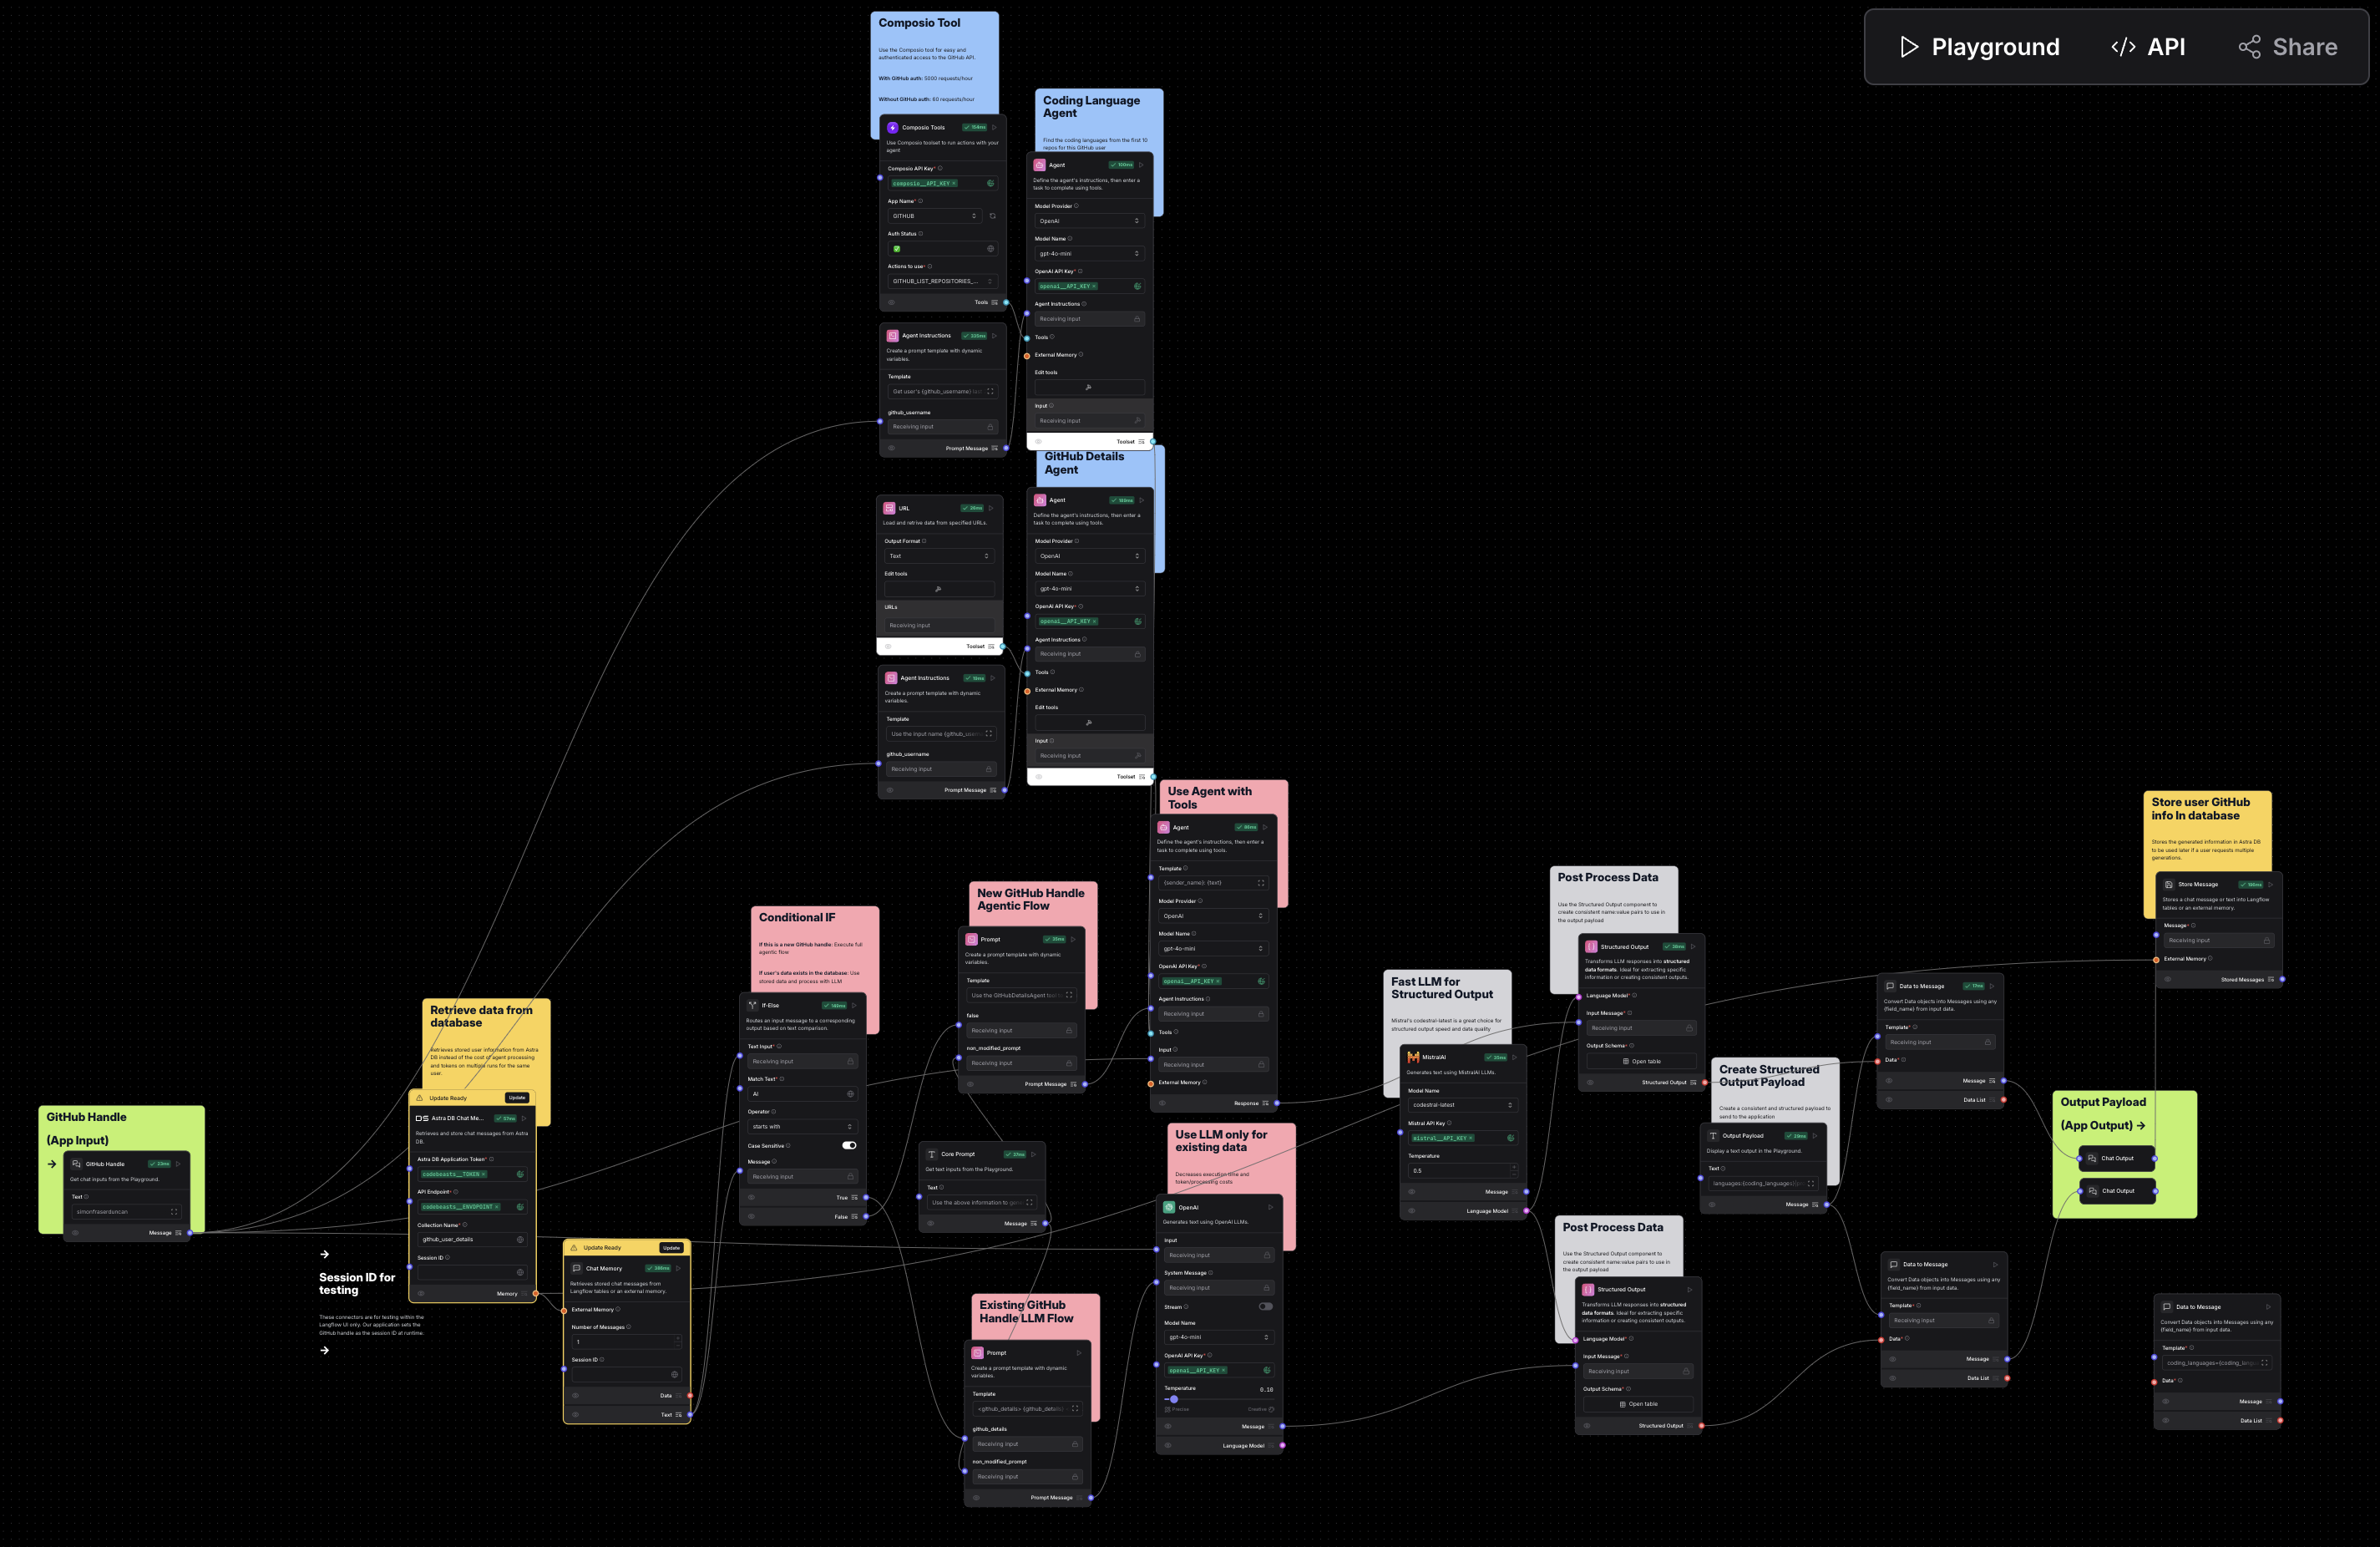 Playground
API
Share
Composio Tool
Use the Composio tool for easy and
authenticated access to the GitHub API.
With GitHub auth: 5000 requests/hour
Without GitHub auth: 60 requests/hour
Composio Tools
Use Composio toolset to run actions with your
agent
Composio API Key*
composio__API_KEY ×
App Name*
GITHUB
Auth Status
Actions to use*
GITHUB_LIST_REPOSITORIES_...
Tools
Coding Language
Agent
Find the coding languages from the first 10
repos for this GitHub user
Agent
Define the agent's instructions, then enter a
task to complete using tools.
Model Provider
OpenAI
Model Name
gpt-4o-mini
OpenAI API Key*
openai__API_KEY ×
Agent Instructions
Receiving input
Tools
External Memory
Edit tools
Input
Receiving input
Toolset
Agent Instructions
Create a prompt template with dynamic
variables.
Template
Get user's {github_username}
github_username
Receiving input
Prompt Message
GitHub Details
Agent
Agent
Define the agent's instructions, then enter a
task to complete using tools.
Model Provider
OpenAI
Model Name
gpt-4o-mini
OpenAI API Key*
openai__API_KEY ×
Agent Instructions
Receiving input
Tools
External Memory
Edit tools
Input
Receiving input
Toolset
URL
Load and retrive data from specified URLs.
Output Format
Text
Edit tools
URLs
Receiving input
Toolset
Agent Instructions
Create a prompt template with dynamic
variables.
Template
Use the input name {github_usern
github_username
Receiving input
Prompt Message
Use Agent with
Tools
Agent
Define the agent's instructions, then enter a
task to complete using tools.
Template
{sender_name}: {text}
Model Provider
OpenAI
Model Name
gpt-4o-mini
OpenAI API Key*
openai__API_KEY ×
Agent Instructions
Receiving input
Tools
Input
Receiving input
External Memory
Response
New GitHub Handle
Agentic Flow
Prompt
Create a prompt template with dynamic
variables.
Template
Use the GitHubDetailsAgent
false
Receiving input
non_modified_prompt
Receiving input
Prompt Message
Conditional IF
If this is a new GitHub handle: Execute full
agentic flow
If user's data exists in the database: Use
stored data and process with LLM
If-Else
Routes an input message to a corresponding
output based on text comparison.
Text Input*
Receiving input
Match Text*
AI
Operator
starts with
Case Sensitive
Message
Receiving input
True
False
Core Prompt
Get text inputs from the Playground.
Text
Use the above information to
Message
Retrieve data from
database
Retrieves stored user information from Astra
DB instead of the cost of agent processing
and tokens on multiple runs for the same
user.
Update Ready
Update
Astra DB Chat Me...
Retrieves and store chat messages from Astra
DB.
Astra DB Application Token*
codebeasts__TOKEN ×
API Endpoint*
codebeasts__ENVDPOINT ×
Collection Name*
github_user_details
Session ID
Memory
GitHub Handle
(App Input)
→
GitHub Handle
Get chat inputs from the Playground.
Text
simonfraserduncan
Message
→
Session ID for
testing
These connectors are for testing within the
Langflow UI only. Our application sets the
GitHub handle as the session ID at runtime.
→
Update Ready
Update
Chat Memory
Retrieves stored chat messages from
Langflow tables or an external memory.
External Memory
Number of Messages
1
Session ID
Data
Text
Existing GitHub
Handle LLM Flow
Prompt
Create a prompt template with dynamic
variables.
Template
<github_details> {github_details}
github_details
Receiving input
non_modified_prompt
Receiving input
Prompt Message
Use LLM only for
existing data
Decreases execution time and
token/processing costs
OpenAI
Generates text using OpenAI LLMs.
Input
Receiving input
System Message
Receiving input
Stream
Model Name
gpt-4o-mini
OpenAI API Key*
openai__API_KEY ×
Temperature
0.10
Precise
Creative
Message
Language Model
Fast LLM for
Structured Output
Mistral's codestral-latest is a great choice for
structured output speed and data quality
MistralAI
Generates text using MistralAI LLMs.
Model Name
codestral-latest
Mistral API Key
mistral__API_KEY ×
Temperature
0.5
Message
Language Model
Post Process Data
Use the Structured Output component to
create consistent name:value pairs to use in
the output payload
Structured Output
Transforms LLM responses into structured
data formats. Ideal for extracting specific
information or creating consistent outputs.
Language Model*
Input Message*
Receiving input
Output Schema*
Open table
Structured Output
Create Structured
Output Payload
Create a consistent and structured payload to
send to the application
Output Payload
Display a text output in the Playground.
Text
languages:{coding_languages}
Message
Post Process Data
Use the Structured Output component to
create consistent name:value pairs to use in
the output payload
Structured Output
Transforms LLM responses into structured
data formats. Ideal for extracting specific
information or creating consistent outputs.
Language Model*
Input Message*
Receiving input
Output Schema*
Open table
Structured Output
Data to Message
Convert Data objects into Messages using any
{field_name} from input data.
Template*
Receiving input
Data*
Message
Data List
Data to Message
Convert Data objects into Messages using any
{field_name} from input data.
Template*
Receiving input
Data*
Message
Data List
Store user GitHub
info In database
Stores the generated information in Astra DB
to be used later if a user requests multiple
generations.
Store Message
Stores a chat message or text into Langflow
tables or an external memory.
Message*
Receiving input
External Memory
Stored Messages
Output Payload
(App Output) →
Chat Output
Chat Output
Data to Message
Convert Data objects into Messages using any
{field_name} from input data.
Template*
coding_languages={coding_lang
Data*
Message
Data List